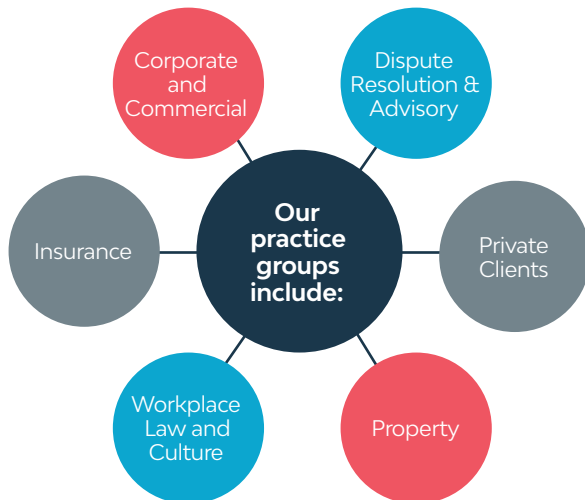 Corporate
and
Commercial
Dispute
Resolution &
Advisory
Insurance
Our
practice
groups
include:
Private
Clients
Workplace
Law and
Culture
Property